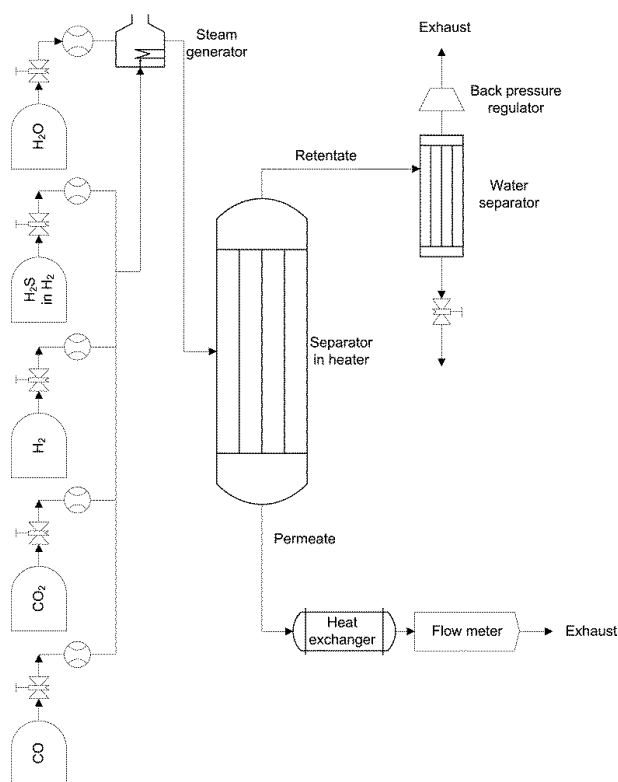 Steam
generator
Exhaust
Back pressure
regulator
H₂O
Retentate
Water
separator
H₂S
in H₂
Separator
in heater
H₂
Permeate
CO₂
Heat
exchanger
Flow meter
Exhaust
CO